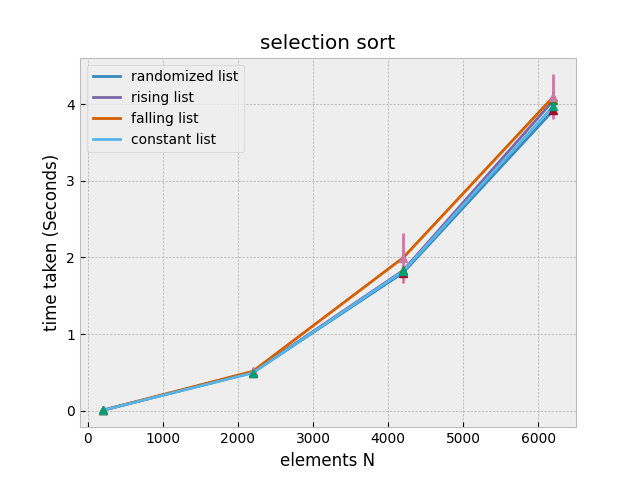 selection sort
randomized list
rising list
falling list
constant list
4
3
2
1
0
time taken (Seconds)
0 1000 2000 3000 4000 5000 6000
elements N